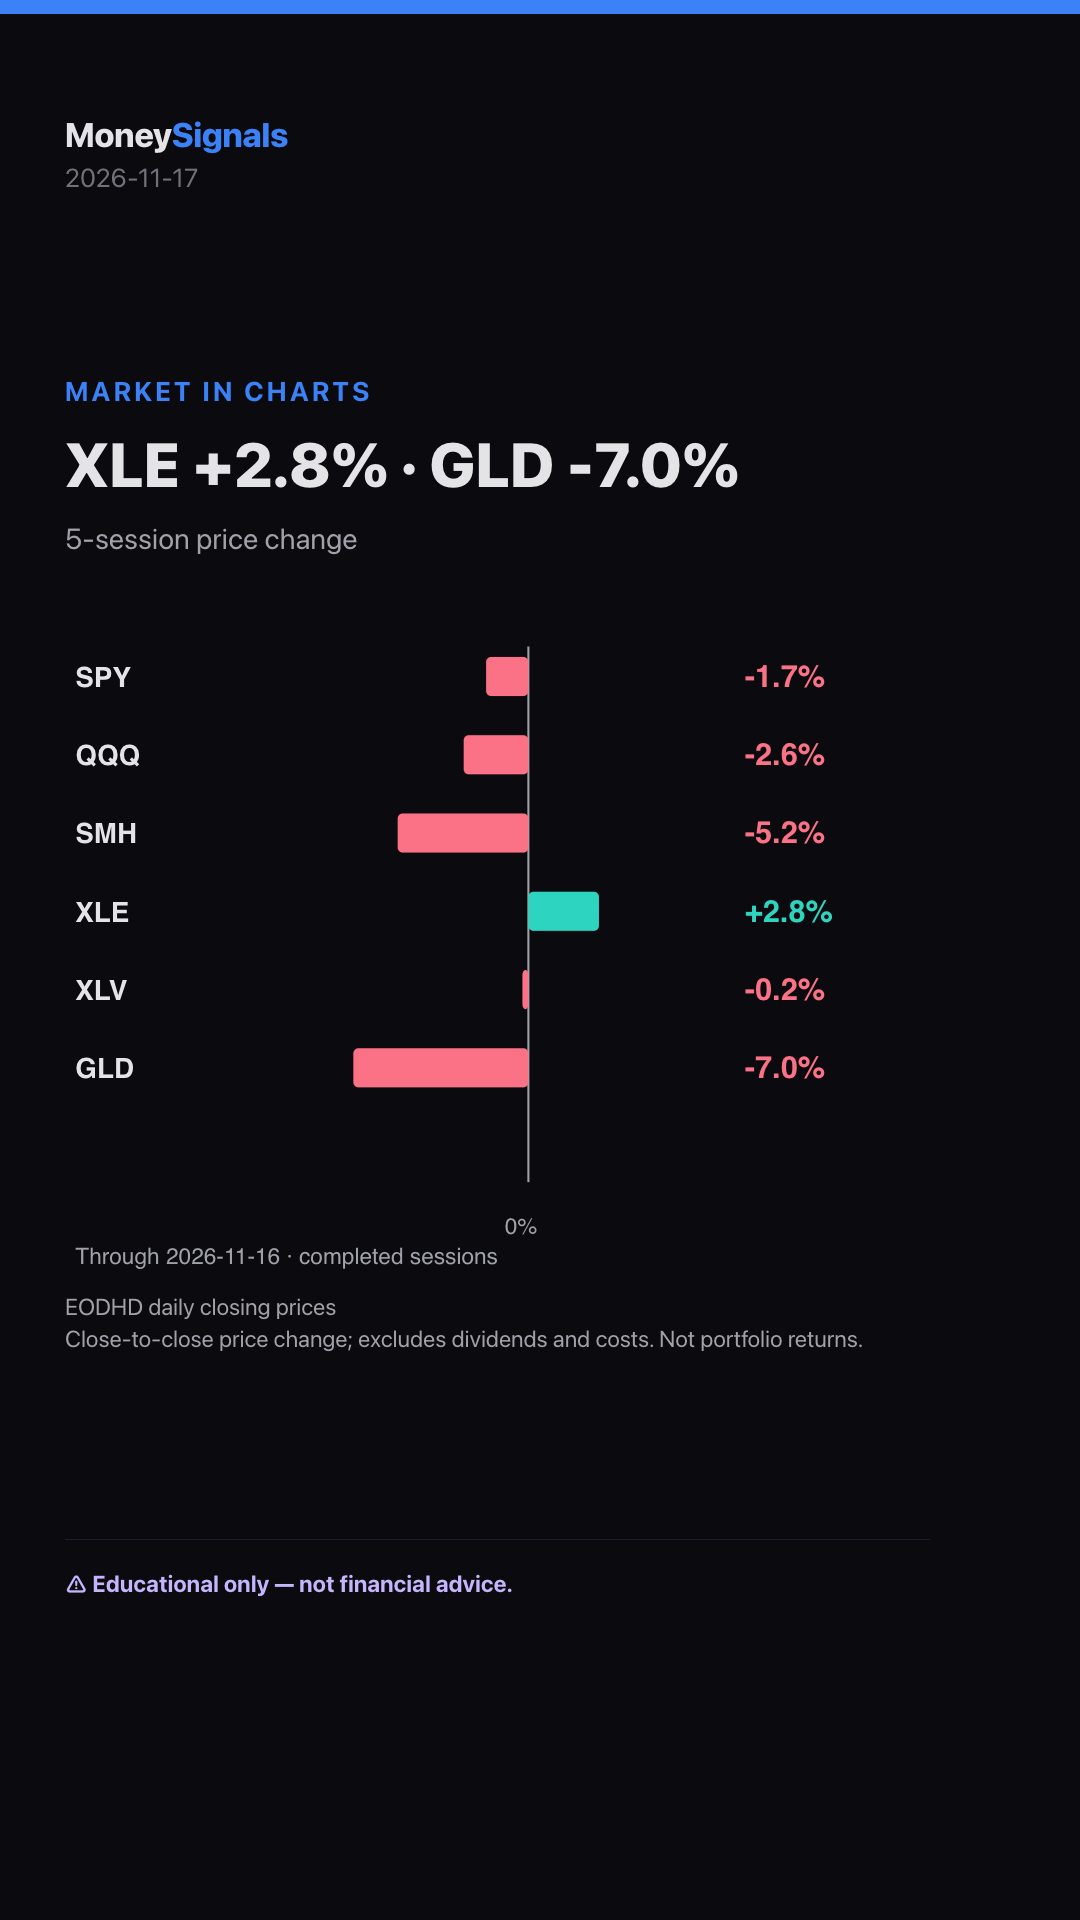 MoneySignals
2026-11-17
MARKET IN CHARTS
XLE +2.8% · GLD -7.0%
5-session price change
SPY -1.7%
QQQ -2.6%
SMH -5.2%
XLE +2.8%
XLV -0.2%
GLD -7.0%
0%
Through 2026-11-16 · completed sessions
EODHD daily closing prices
Close-to-close price change; excludes dividends and costs. Not portfolio returns.
⚠ Educational only — not financial advice.